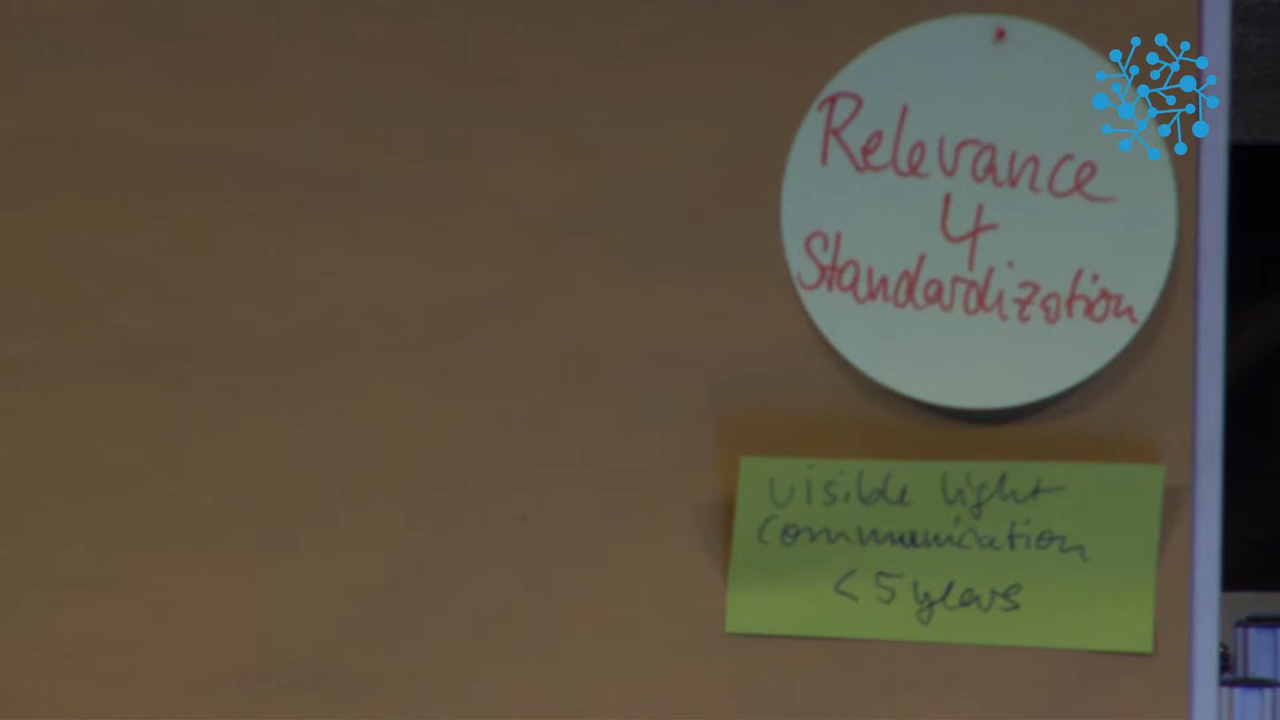 Relevance
4
Standardization
visible light
communication
< 5 years